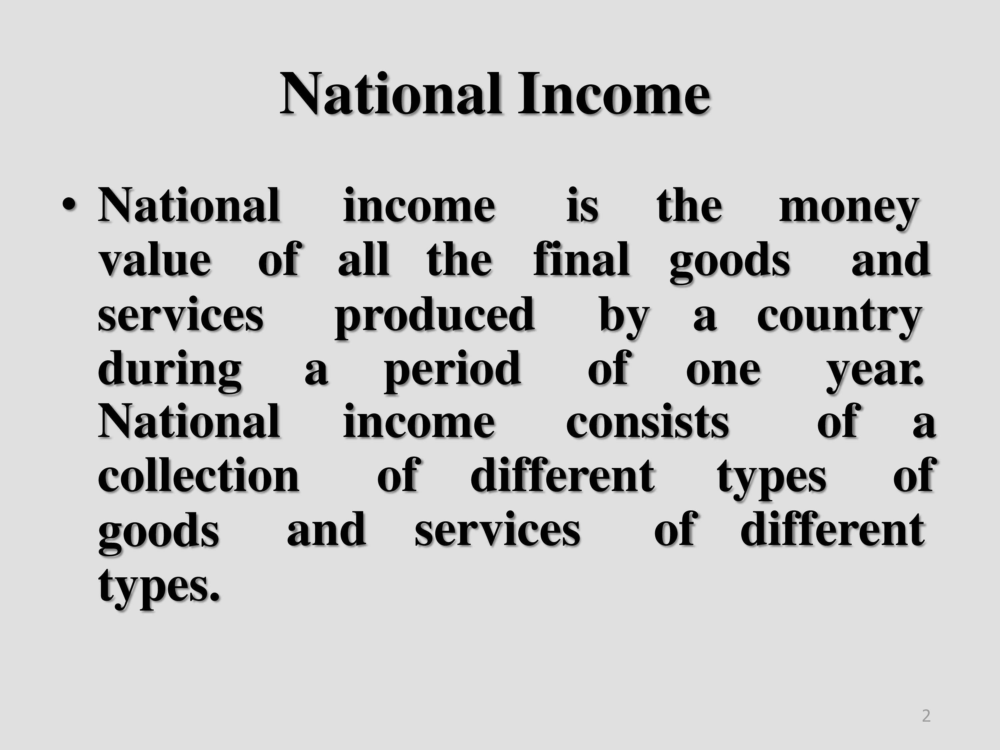 National Income
• National income is the money
value of all the final goods and
services produced by a country
during a period of one year.
National income consists of a
collection of different types of
goods and services of different
types.
2